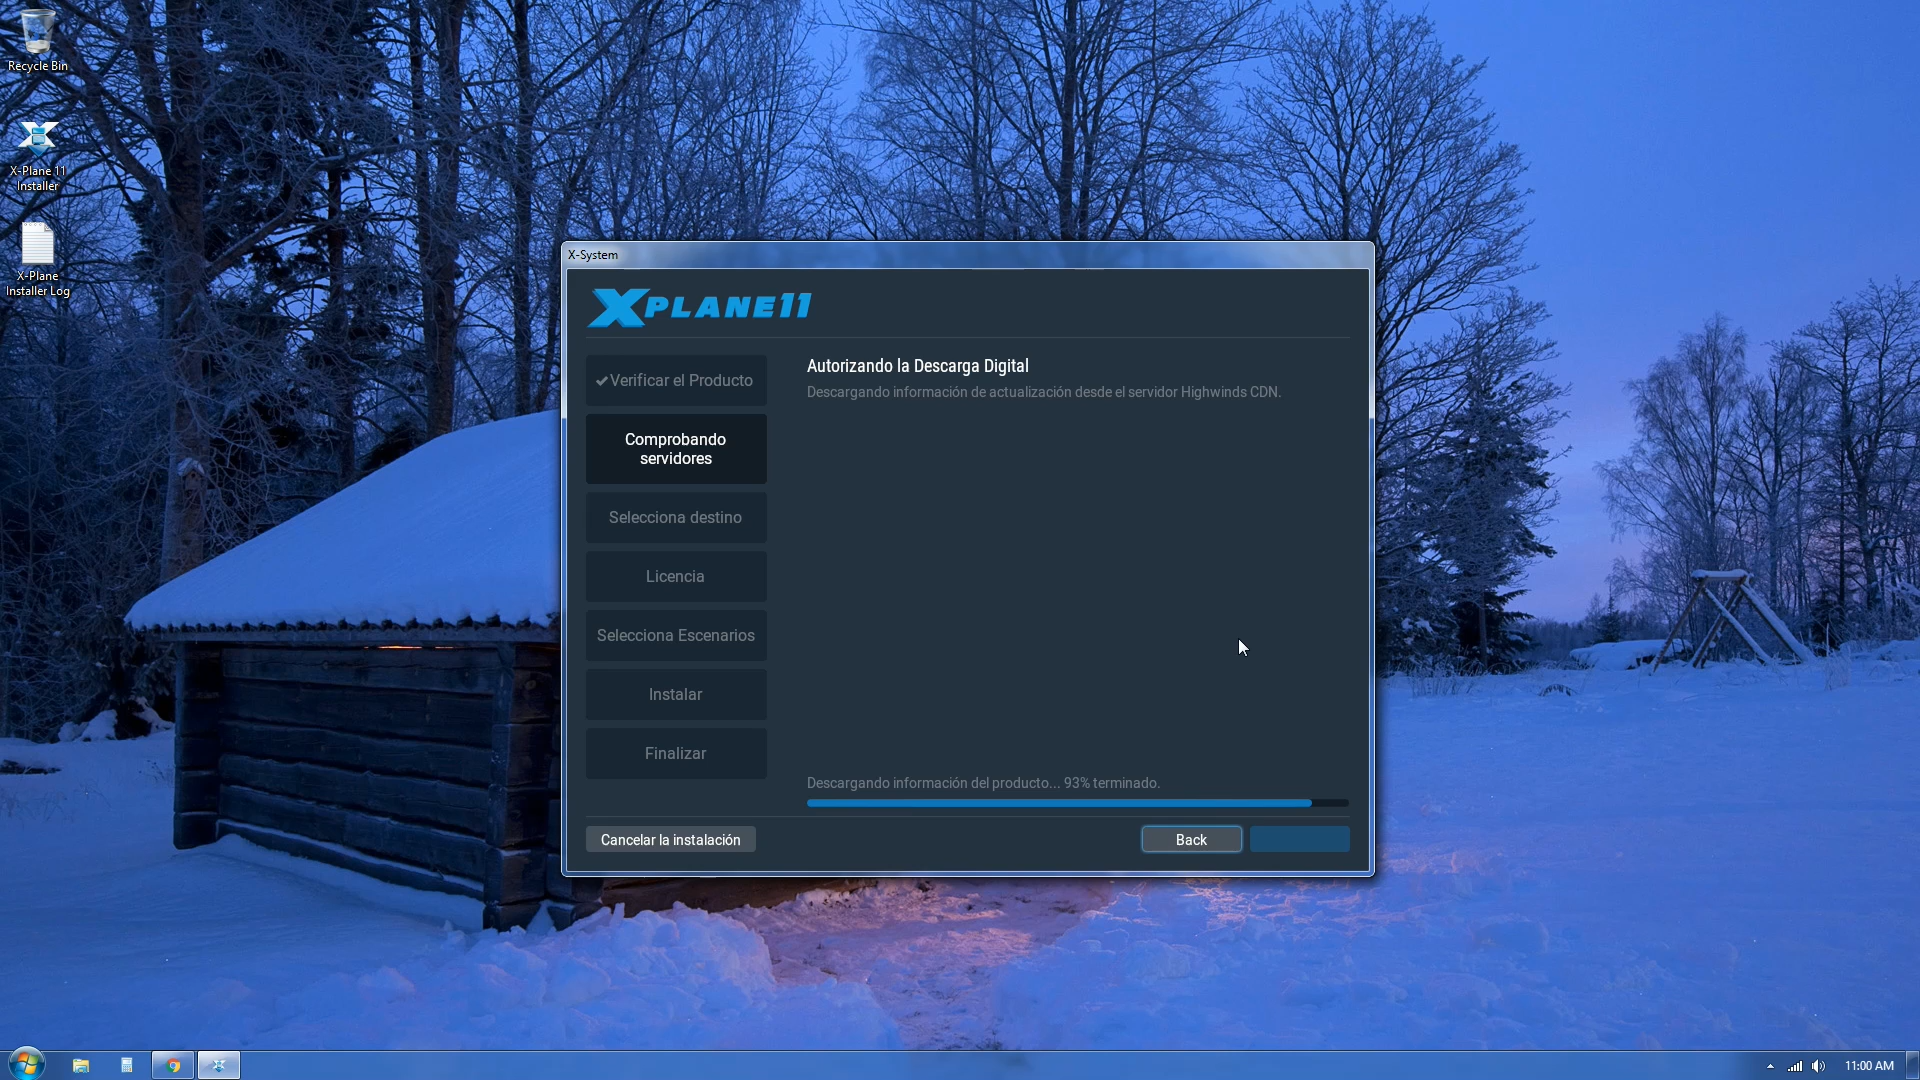 Recycle Bin
X-Plane 11
Installer
X-Plane
Installer Log
X-System
XPLANE11
✔Verificar el Producto
Comprobando
servidores
Selecciona destino
Licencia
Selecciona Escenarios
Instalar
Finalizar
Autorizando la Descarga Digital
Descargando información de actualización desde el servidor Highwinds CDN.
Descargando información del producto... 93% terminado.
Cancelar la instalación
Back
11:00 AM